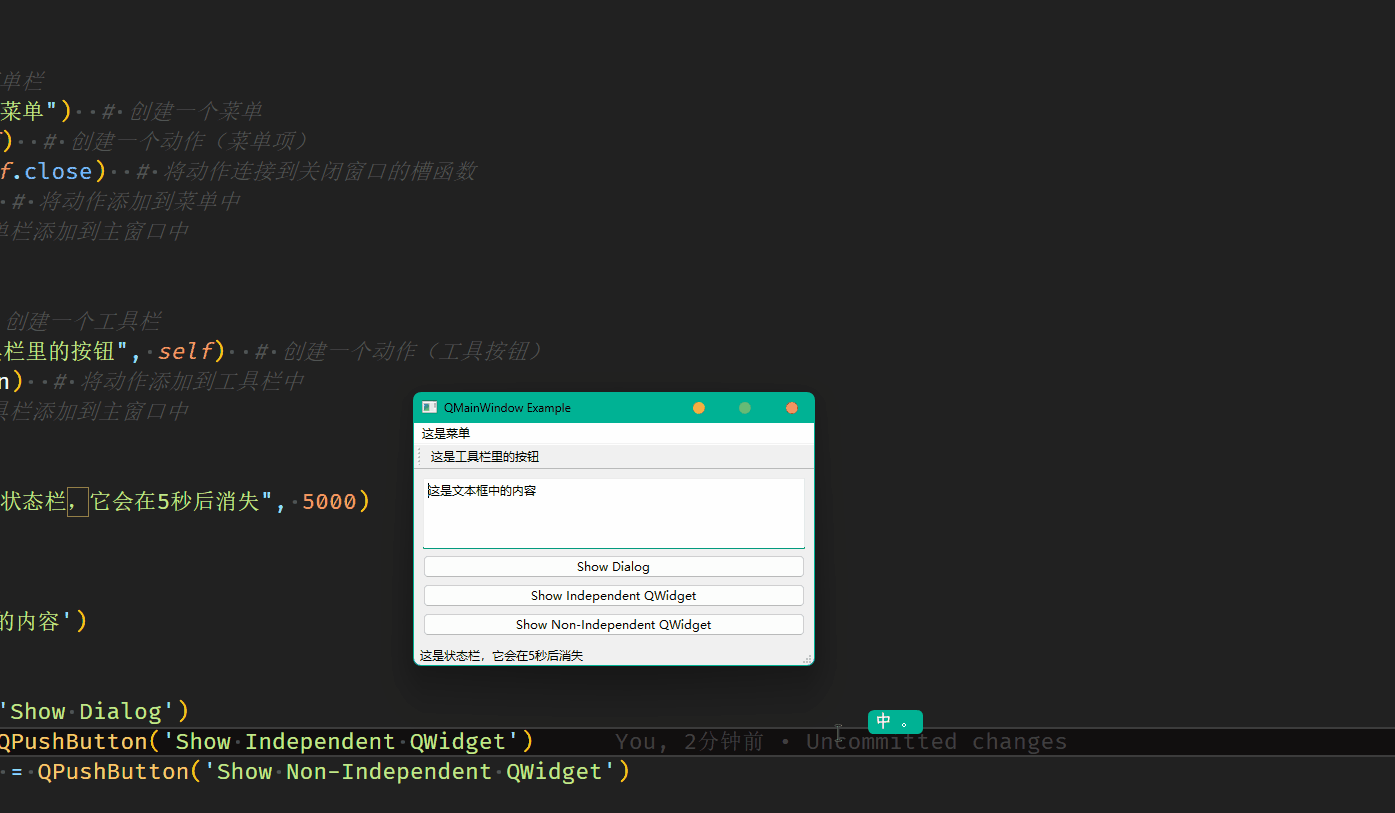 单栏
菜单")  # 创建一个菜单
)  # 创建一个动作（菜单项）
f.close)  # 将动作连接到关闭窗口的槽函数
# 将动作添加到菜单中
单栏添加到主窗口中
创建一个工具栏
栏里的按钮", self)  # 创建一个动作（工具按钮）
n)  # 将动作添加到工具栏中
具栏添加到主窗口中
QMainWindow Example
这是菜单
这是工具栏里的按钮
这是文本框中的内容
状态栏，它会在5秒后消失", 5000)
Show Dialog
Show Independent QWidget
的内容')
Show Non-Independent QWidget
这是状态栏，它会在5秒后消失
'Show Dialog')
中 。
QPushButton('Show Independent QWidget') You, 2分钟前 • Uncommitted changes
= QPushButton('Show Non-Independent QWidget')